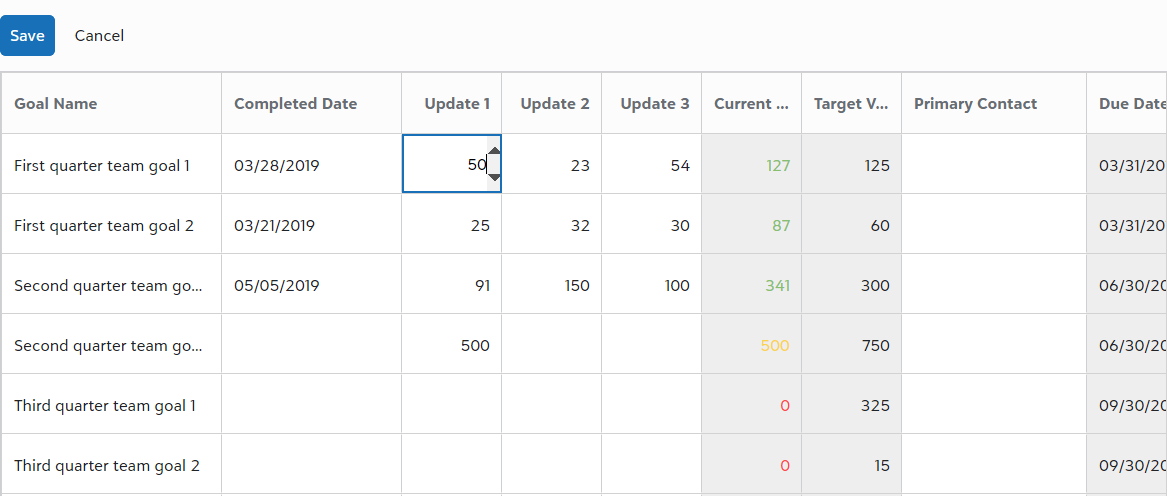 Save Cancel
Goal Name Completed Date Update 1 Update 2 Update 3 Current ... Target V... Primary Contact Due Date
First quarter team goal 1 03/28/2019 50 23 54 127 125 03/31/20
First quarter team goal 2 03/21/2019 25 32 30 87 60 03/31/20
Second quarter team go... 05/05/2019 91 150 100 341 300 06/30/20
Second quarter team go... 500 500 750 06/30/20
Third quarter team goal 1 0 325 09/30/20
Third quarter team goal 2 0 15 09/30/20